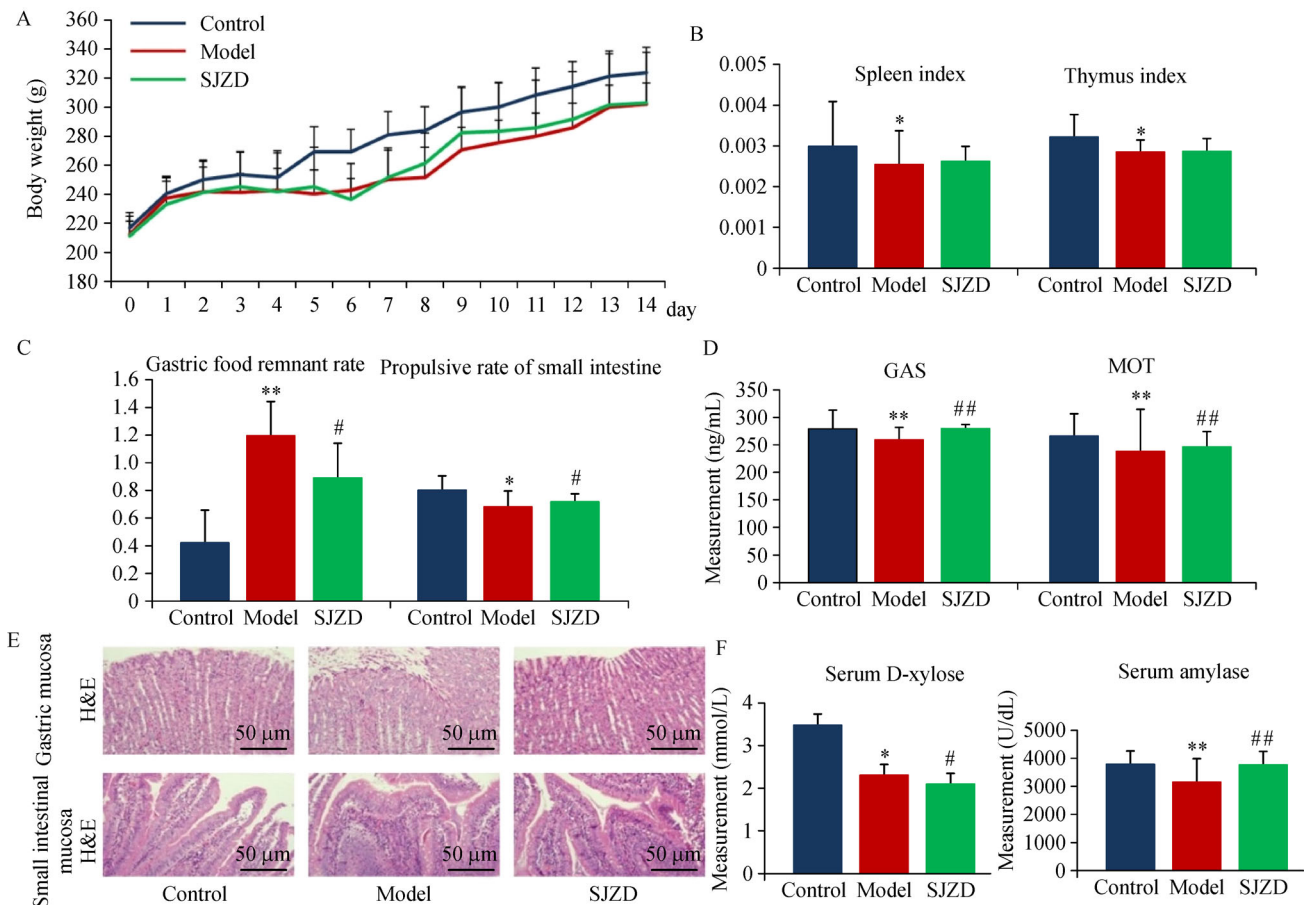 A
Control
Model
SJZD
Body weight (g)
360
340
320
300
280
260
240
220
200
180
0 1 2 3 4 5 6 7 8 9 10 11 12 13 14 day
B
Spleen index Thymus index
0.005
0.004
0.003
0.002
0.001
0
* *
Control Model SJZD Control Model SJZD
C
Gastric food remnant rate Propulsive rate of small intestine
1.6
1.4
1.2
1.0
0.8
0.6
0.4
0.2
0
** # * #
Control Model SJZD Control Model SJZD
D
GAS MOT
Measurement (ng/mL)
350
300
250
200
150
100
50
0
** ## ** ##
Control Model SJZD Control Model SJZD
E
Gastric mucosa
H&E
50 μm 50 μm 50 μm
Small intestinal
mucosa
H&E
50 μm 50 μm 50 μm
Control Model SJZD
F
Serum D-xylose
Measurement (mmol/L)
4
3
2
1
0
* #
Control Model SJZD
Serum amylase
Measurement (U/dL)
6000
5000
4000
3000
2000
1000
0
** ##
Control Model SJZD